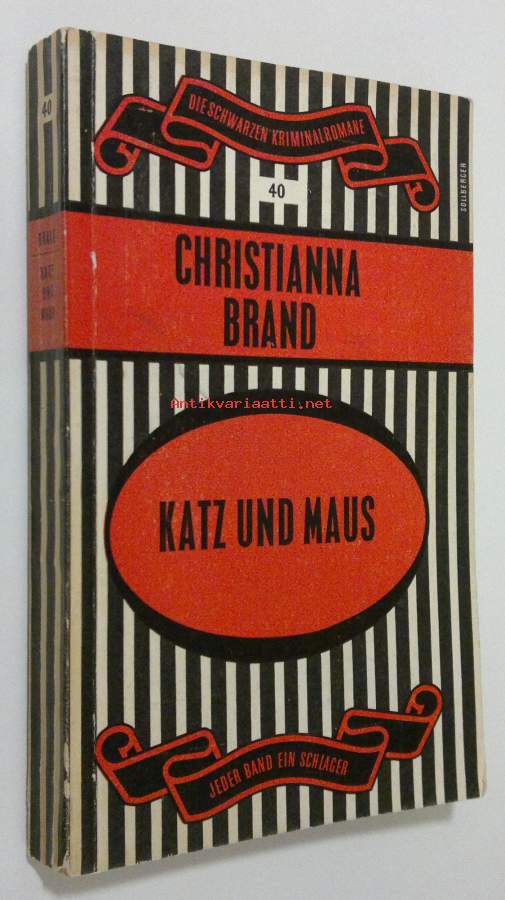 DIE SCHWARZEN KRIMINALROMANE
40
SOLLBERGER
CHRISTIANNA
BRAND
Antikvariaatti.net
KATZ UND MAUS
JEDER BAND EIN SCHLAGER
40
BRAND
KATZ
UND
MAUS